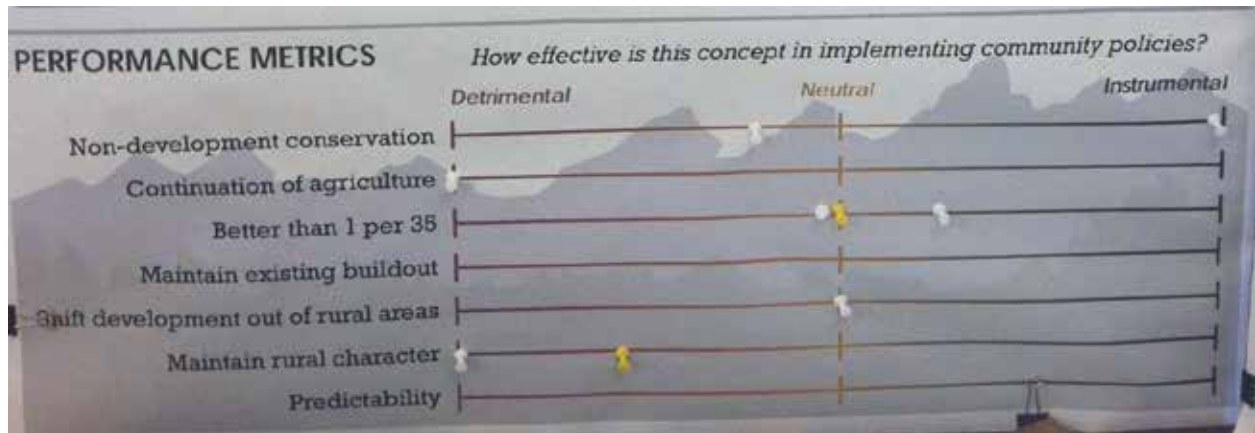 PERFORMANCE METRICS
How effective is this concept in implementing community policies?
Detrimental
Neutral
Instrumental
Non-development conservation
Continuation of agriculture
Better than 1 per 35
Maintain existing buildout
Shift development out of rural areas
Maintain rural character
Predictability